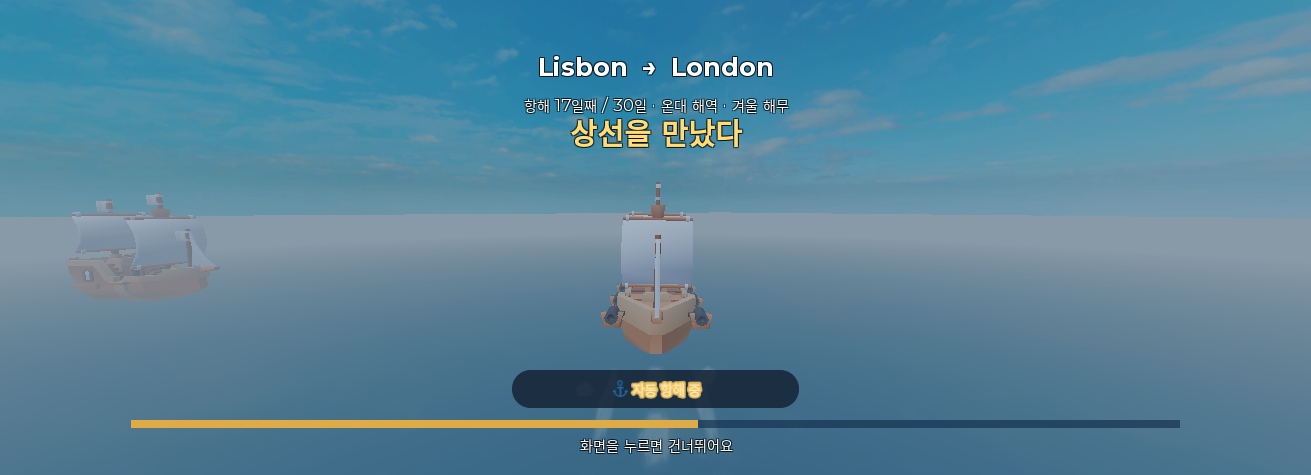 Lisbon → London
항해 17일째 / 30일 · 온대 해역 · 겨울 해무
상선을 만났다
⚓ 자동 항해 중
화면을 누르면 건너뛰어요